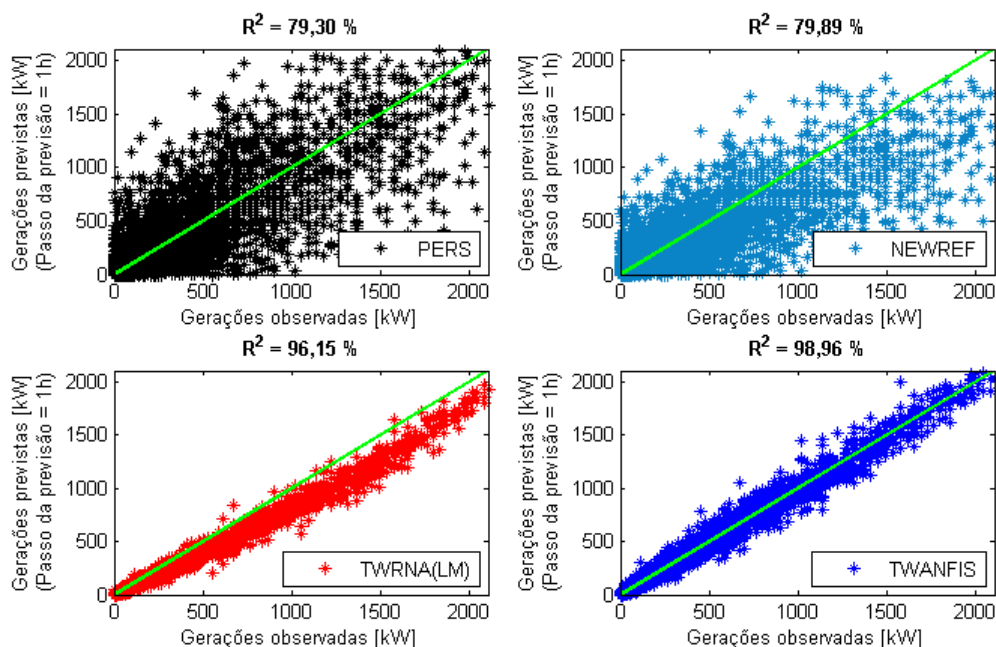 R² = 79,30 %
Gerações previstas [kW]
(Passo da previsão = 1h)
2000
1500
1000
500
0
PERS
0 500 1000 1500 2000
Gerações observadas [kW]
R² = 79,89 %
Gerações previstas [kW]
(Passo da previsão = 1h)
2000
1500
1000
500
0
NEWREF
0 500 1000 1500 2000
Gerações observadas [kW]
R² = 96,15 %
Gerações previstas [kW]
(Passo da previsão = 1h)
2000
1500
1000
500
0
TWRNA(LM)
0 500 1000 1500 2000
Gerações observadas [kW]
R² = 98,96 %
Gerações previstas [kW]
(Passo da previsão = 1h)
2000
1500
1000
500
0
TWANFIS
0 500 1000 1500 2000
Gerações observadas [kW]